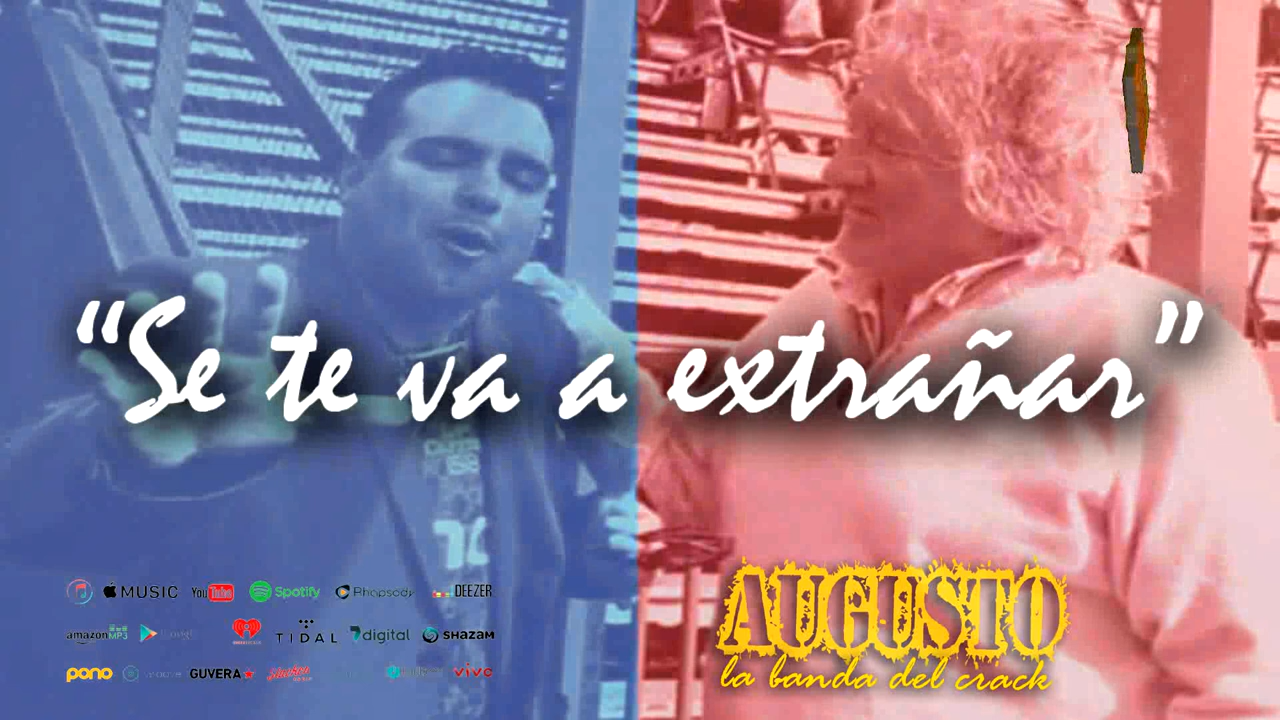 “Se te va a extrañar”
MUSIC YouTube Spotify Rhapsody DEEZER
amazonMP3 TIDAL 7digital SHAZAM
pono GUVERA vivo
AUGUSTO
la banda del crack